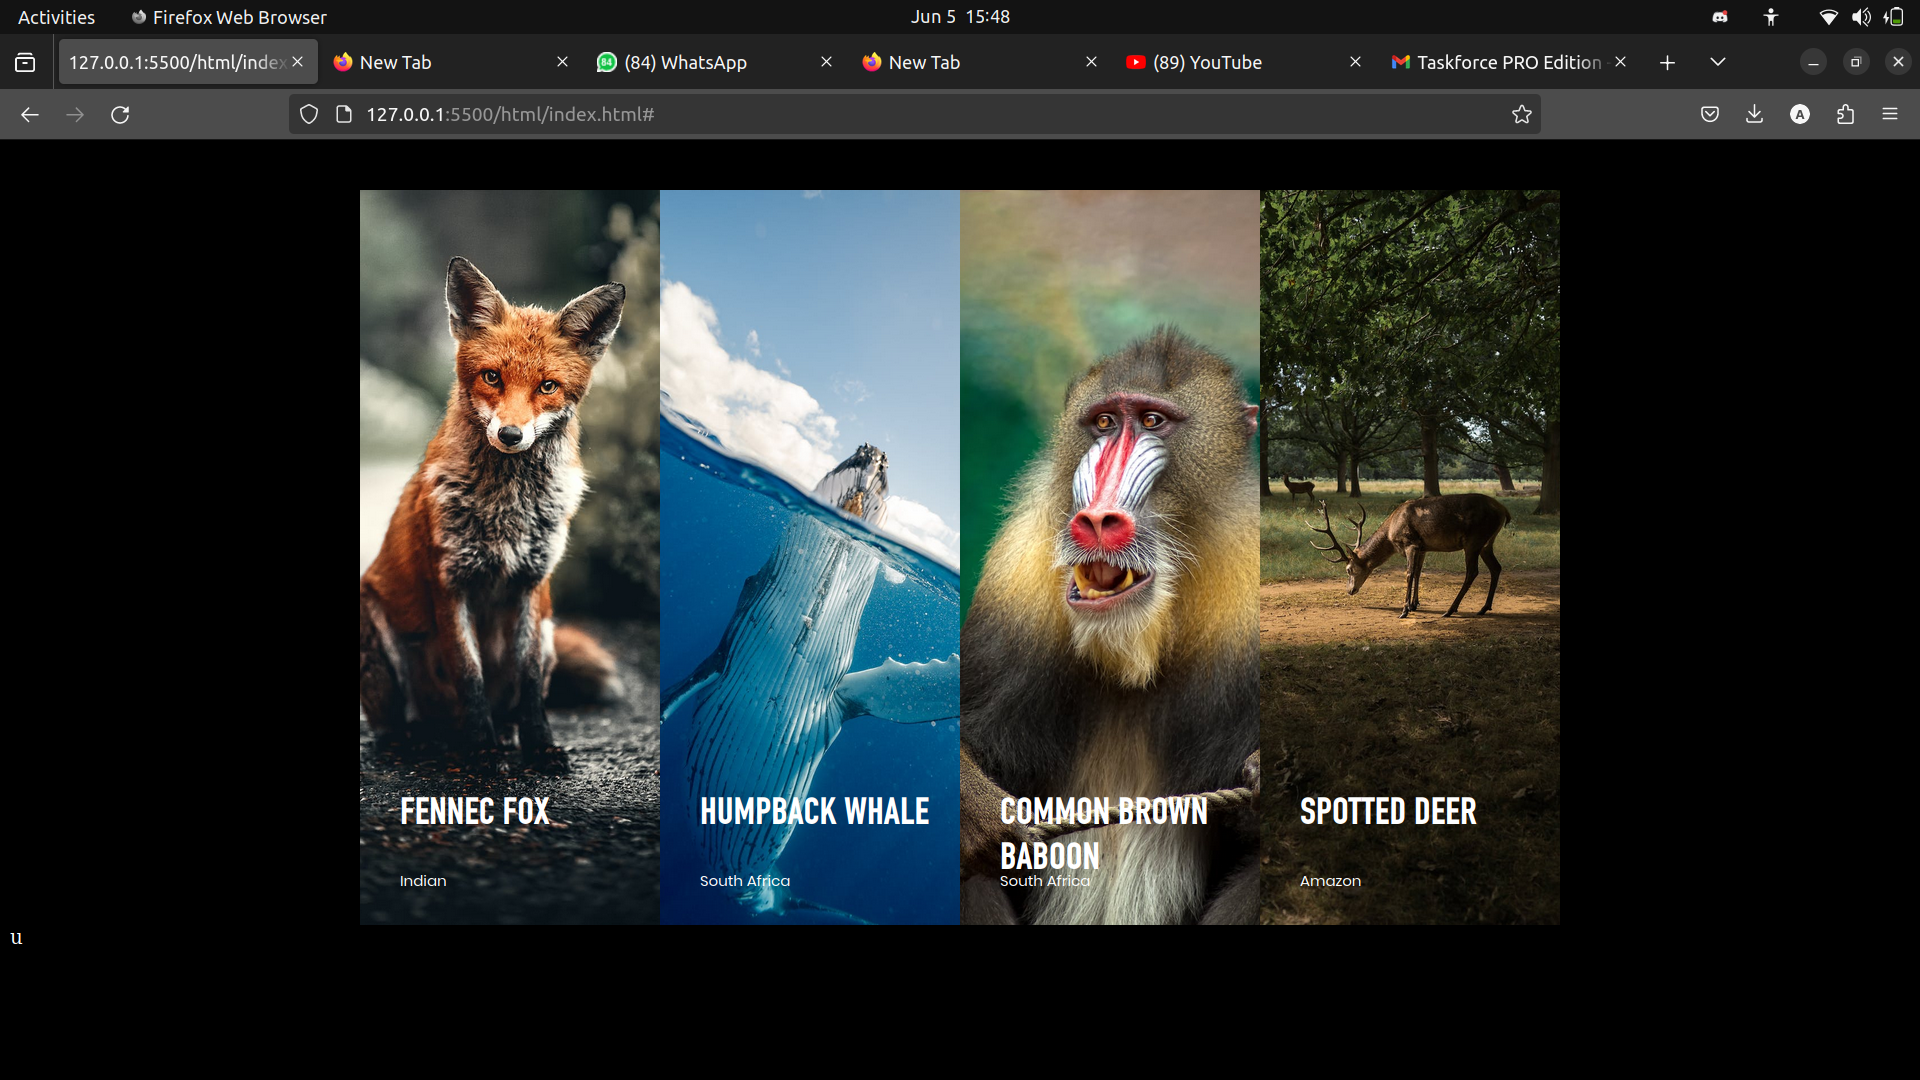 Activities Firefox Web Browser Jun 5 15:48
127.0.0.1:5500/html/index New Tab (84) WhatsApp New Tab (89) YouTube Taskforce PRO Edition
127.0.0.1:5500/html/index.html#
FENNEC FOX
Indian
HUMPBACK WHALE
South Africa
COMMON BROWN
BABOON
South Africa
SPOTTED DEER
Amazon
u